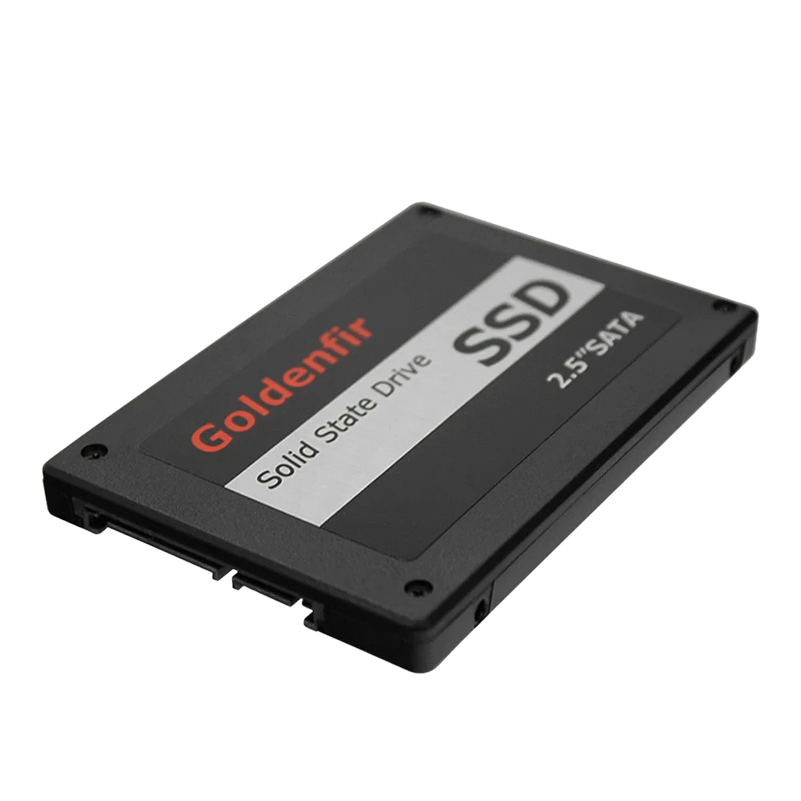 Goldenfir
Solid State Drive
SSD
2.5"SATA